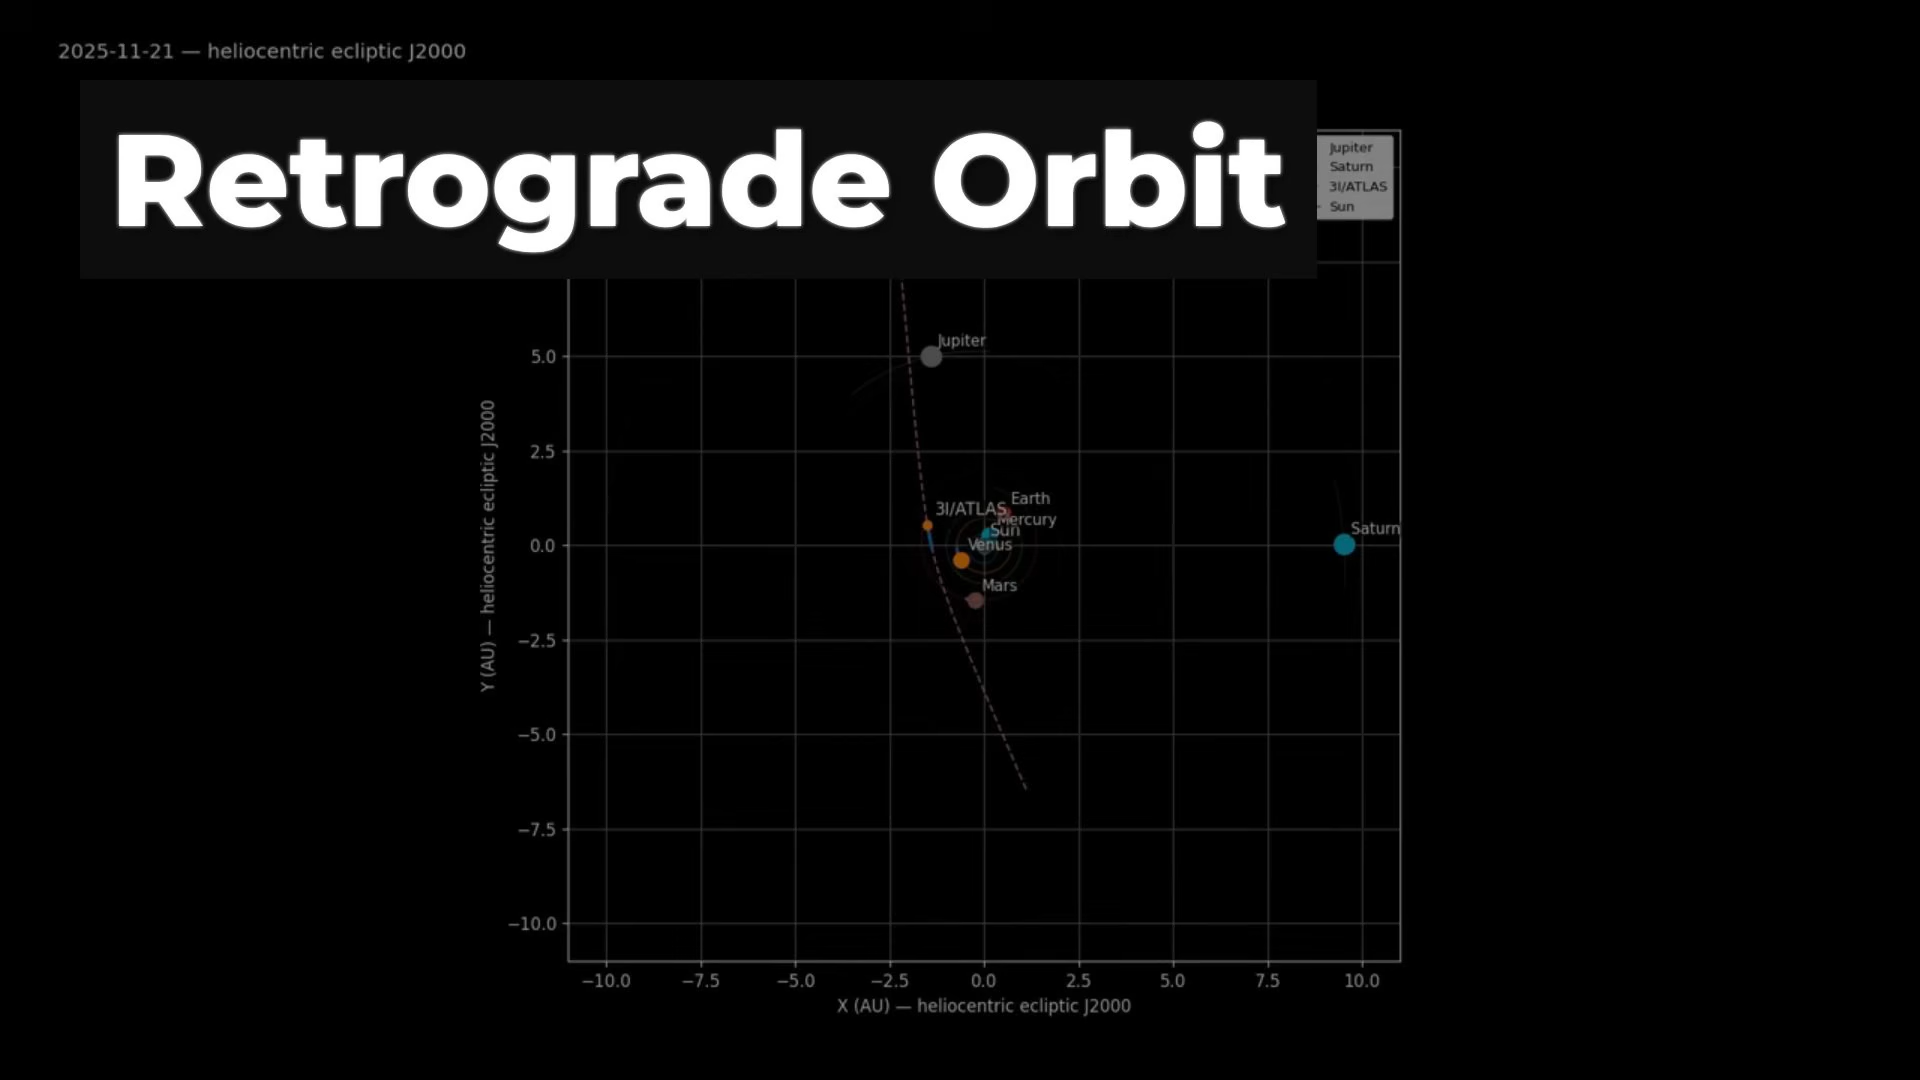 2025-11-21 — heliocentric ecliptic J2000
Retrograde Orbit
Jupiter
Saturn
3I/ATLAS
Sun
Jupiter
5.0
2.5
0.0
−2.5
−5.0
−7.5
−10.0
Y (AU) — heliocentric ecliptic J2000
3I/ATLAS
Earth
Mercury
Sun
Venus
Mars
Saturn
−10.0 −7.5 −5.0 −2.5 0.0 2.5 5.0 7.5 10.0
X (AU) — heliocentric ecliptic J2000